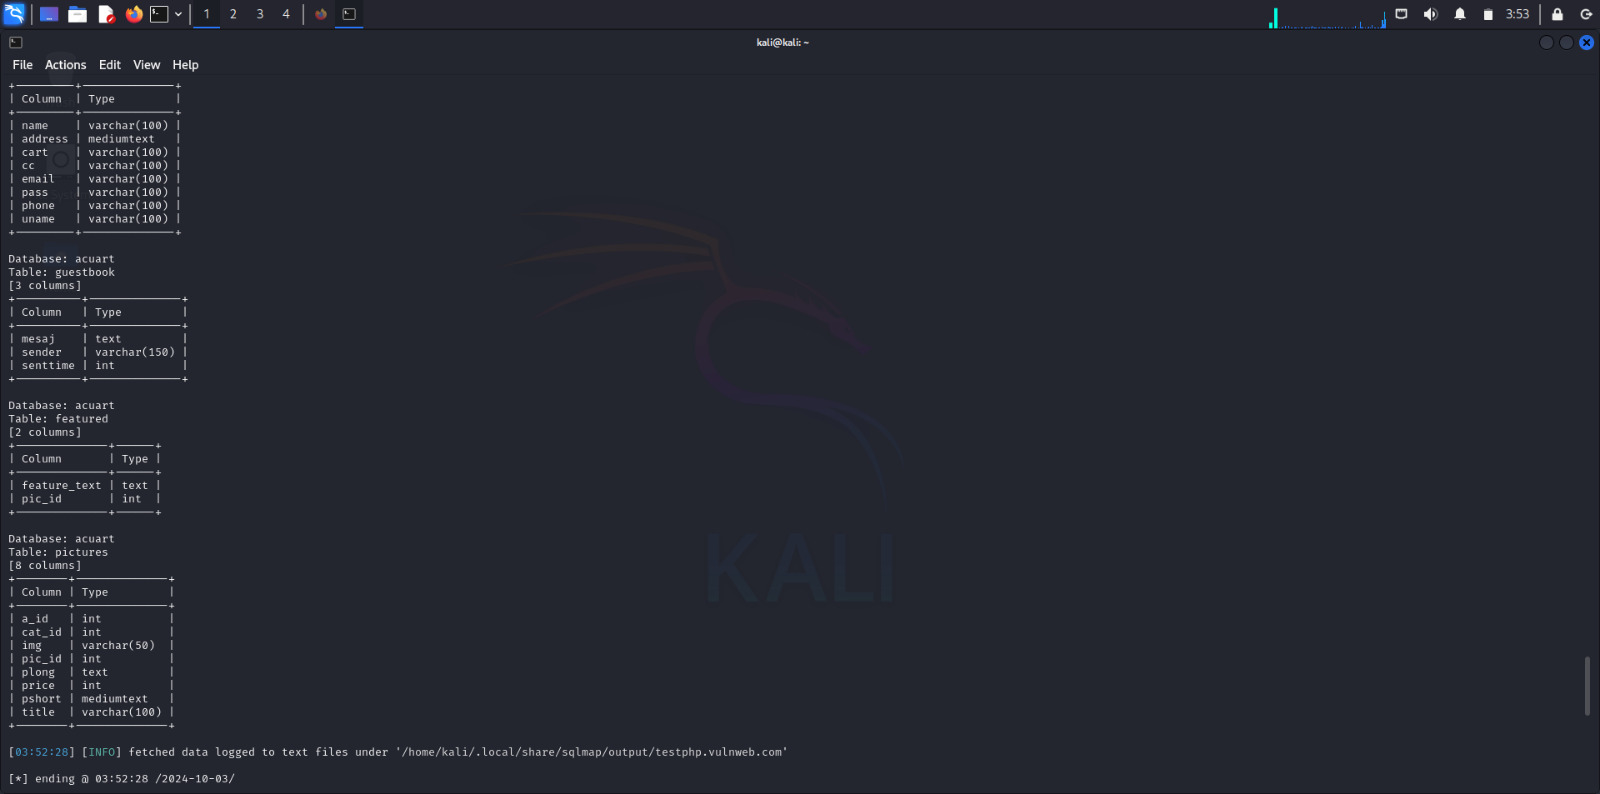 1 2 3 4 3:53
kali@kali: ~
File Actions Edit View Help
+---------+--------------+
| Column | Type |
+---------+--------------+
| name | varchar(100) |
| address | mediumtext |
| cart | varchar(100) |
| cc | varchar(100) |
| email | varchar(100) |
| pass | varchar(100) |
| phone | varchar(100) |
| uname | varchar(100) |
+---------+--------------+
Database: acuart
Table: guestbook
[3 columns]
+----------+--------------+
| Column | Type |
+----------+--------------+
| mesaj | text |
| sender | varchar(150) |
| senttime | int |
+----------+--------------+
Database: acuart
Table: featured
[2 columns]
+--------------+------+
| Column | Type |
+--------------+------+
| feature_text | text |
| pic_id | int |
+--------------+------+
Database: acuart
Table: pictures
[8 columns]
+--------+--------------+
| Column | Type |
+--------+--------------+
| a_id | int |
| cat_id | int |
| img | varchar(50) |
| pic_id | int |
| plong | text |
| price | int |
| pshort | mediumtext |
| title | varchar(100) |
+--------+--------------+
KALI
[03:52:28] [INFO] fetched data logged to text files under '/home/kali/.local/share/sqlmap/output/testphp.vulnweb.com'
[*] ending @ 03:52:28 /2024-10-03/